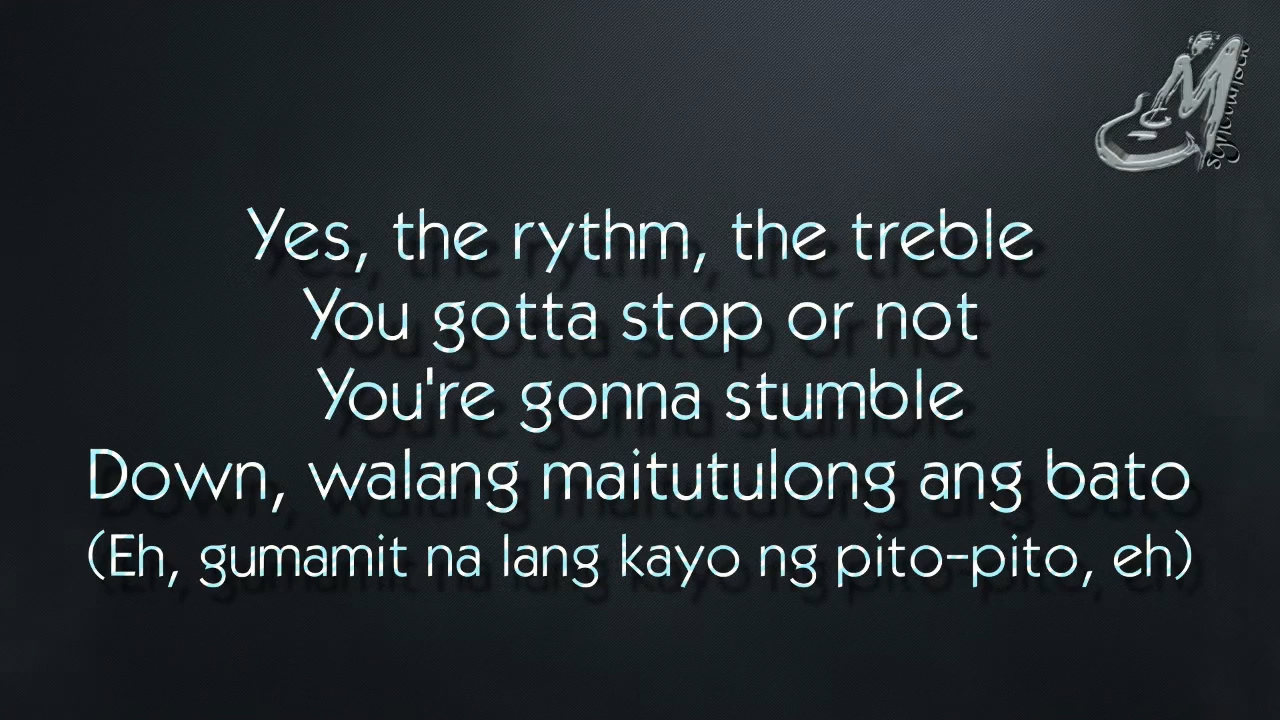 Yes, the rythm, the treble
You gotta stop or not
You're gonna stumble
Down, walang maitutulong ang bato
(Eh, gumamit na lang kayo ng pito-pito, eh)